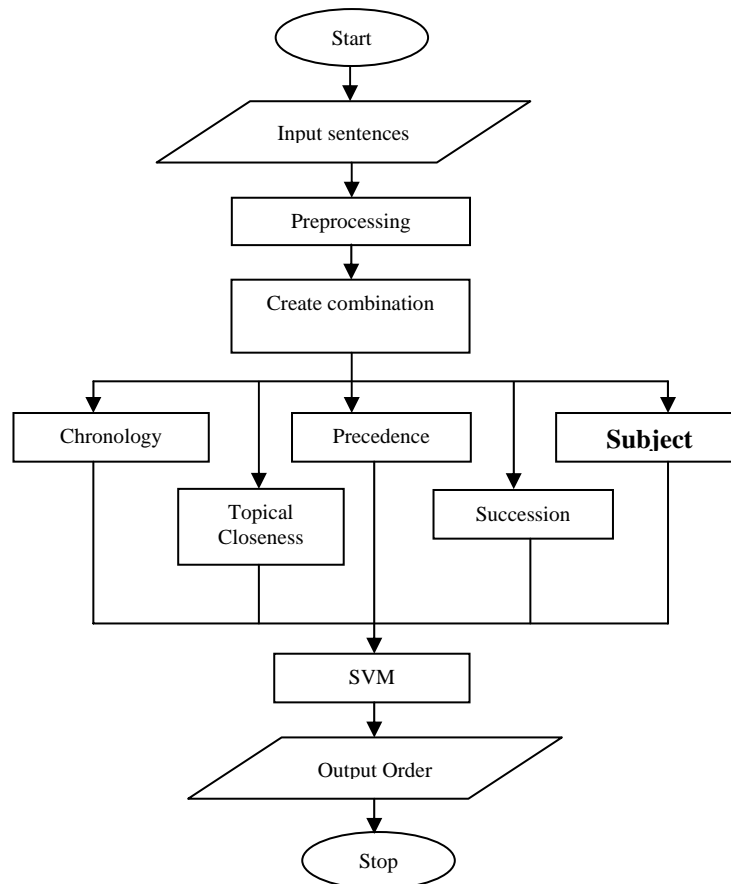 Start
Input sentences
Preprocessing
Create combination
Chronology
Precedence
Subject
Topical
Closeness
Succession
SVM
Output Order
Stop